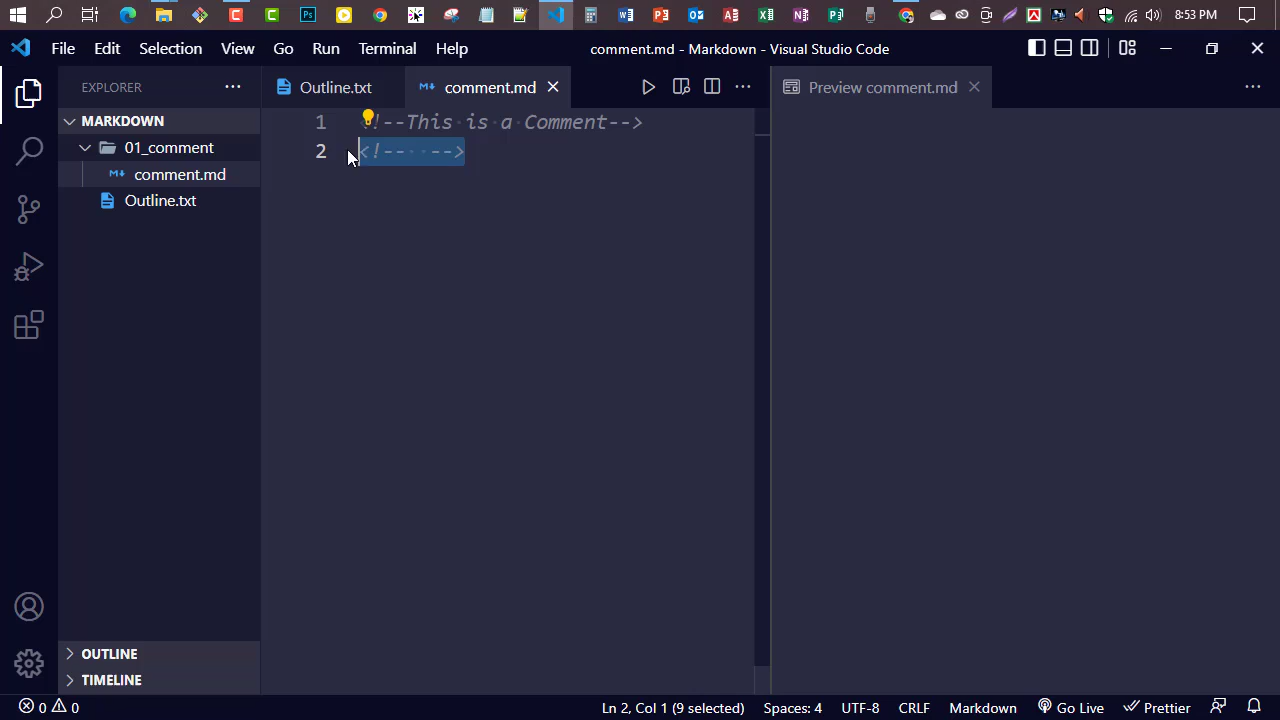 8:53 PM
File Edit Selection View Go Run Terminal Help
comment.md - Markdown - Visual Studio Code
EXPLORER
Outline.txt
comment.md
Preview comment.md
MARKDOWN
01_comment
comment.md
Outline.txt
1 <!--This is a Comment-->
2 <!--  -->
OUTLINE
TIMELINE
0 0
Ln 2, Col 1 (9 selected) Spaces: 4 UTF-8 CRLF Markdown Go Live Prettier